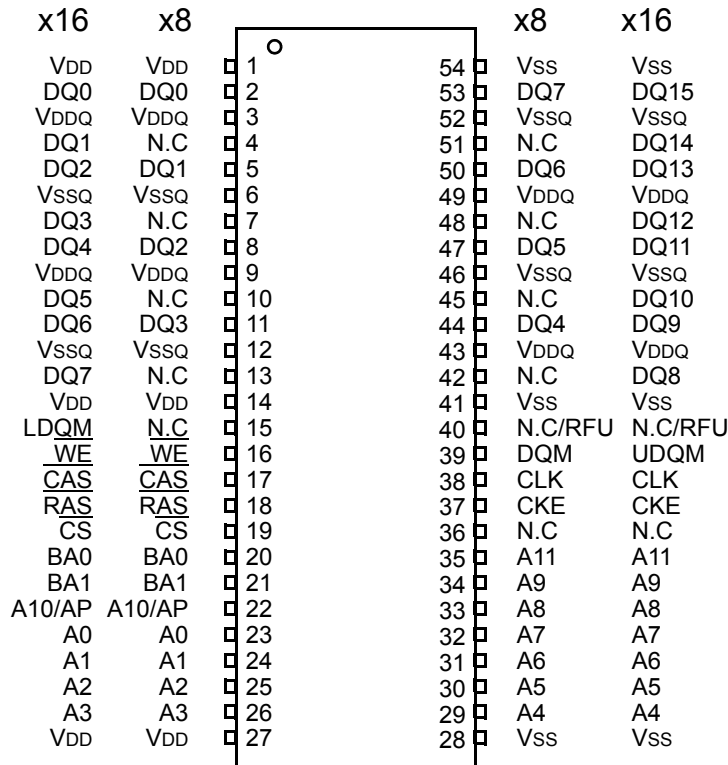 x16 x8 x8 x16
VDD VDD 1 54 VSS VSS
DQ0 DQ0 2 53 DQ7 DQ15
VDDQ VDDQ 3 52 VSSQ VSSQ
DQ1 N.C 4 51 N.C DQ14
DQ2 DQ1 5 50 DQ6 DQ13
VSSQ VSSQ 6 49 VDDQ VDDQ
DQ3 N.C 7 48 N.C DQ12
DQ4 DQ2 8 47 DQ5 DQ11
VDDQ VDDQ 9 46 VSSQ VSSQ
DQ5 N.C 10 45 N.C DQ10
DQ6 DQ3 11 44 DQ4 DQ9
VSSQ VSSQ 12 43 VDDQ VDDQ
DQ7 N.C 13 42 N.C DQ8
VDD VDD 14 41 VSS VSS
LDQM N.C 15 40 N.C/RFU N.C/RFU
WE WE 16 39 DQM UDQM
CAS CAS 17 38 CLK CLK
RAS RAS 18 37 CKE CKE
CS CS 19 36 N.C N.C
BA0 BA0 20 35 A11 A11
BA1 BA1 21 34 A9 A9
A10/AP A10/AP 22 33 A8 A8
A0 A0 23 32 A7 A7
A1 A1 24 31 A6 A6
A2 A2 25 30 A5 A5
A3 A3 26 29 A4 A4
VDD VDD 27 28 VSS VSS